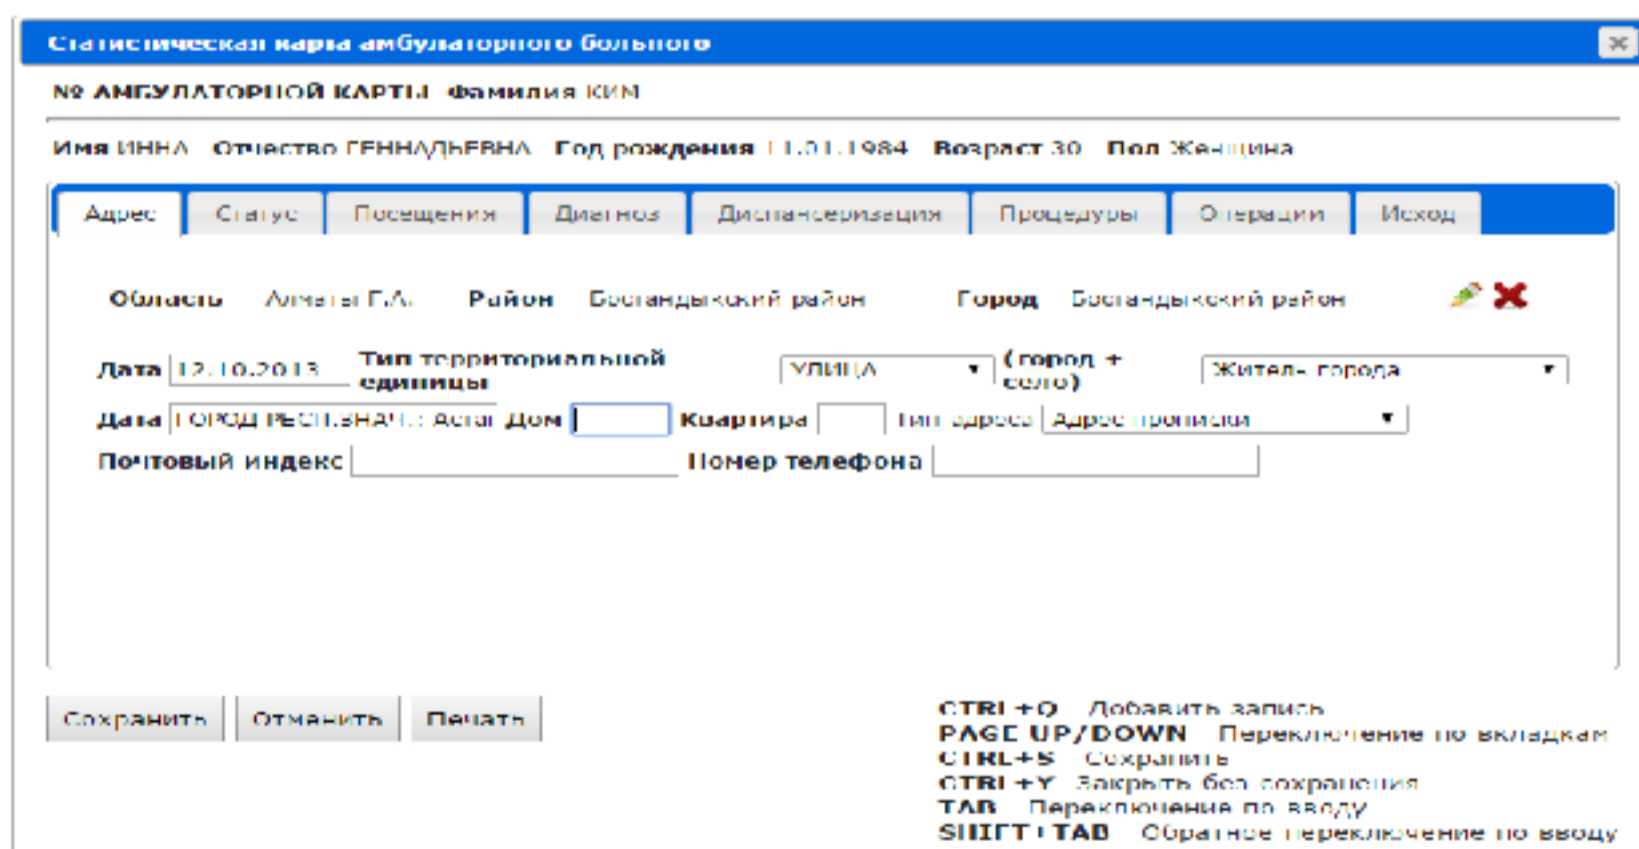 Статистическая карта амбулаторного больного
№ АМБУЛАТОРНОЙ КАРТЫ Фамилия КИМ
Имя ИННА Отчество ГЕННАДЬЕВНА Год рождения 11.01.1984 Возраст 30 Пол Женщина
Адрес Статус Посещения Диагноз Диспансеризация Процедуры Операции Исход
Область Алматы Г.А. Район Бостандыкский район Город Бостандыкский район
Дата 12.10.2013 Тип территориальной единицы УЛИЦА (город + село) Житель города
Дата ГОРОД РЕСП.ЗНАЧ.: Астан Дом Квартира Тип адреса Адрес прописки
Почтовый индекс Номер телефона
Сохранить Отменить Печать
CTRL+Q Добавить запись
PAGE UP/DOWN Переключение по вкладкам
CTRL+S Сохранить
CTRL+Y Закрыть без сохранения
TAB Переключение по вводу
SHIFT+TAB Обратное переключение по вводу